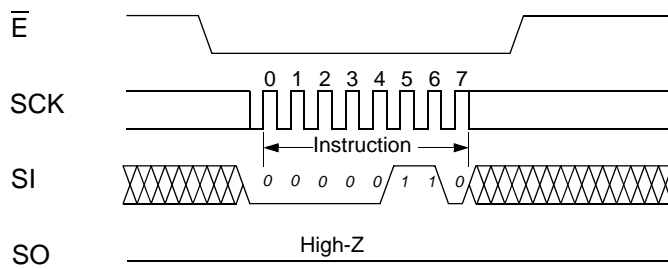 E̅
0 1 2 3 4 5 6 7
SCK
Instruction
SI
0 0 0 0 0 1 1 0
High-Z
SO